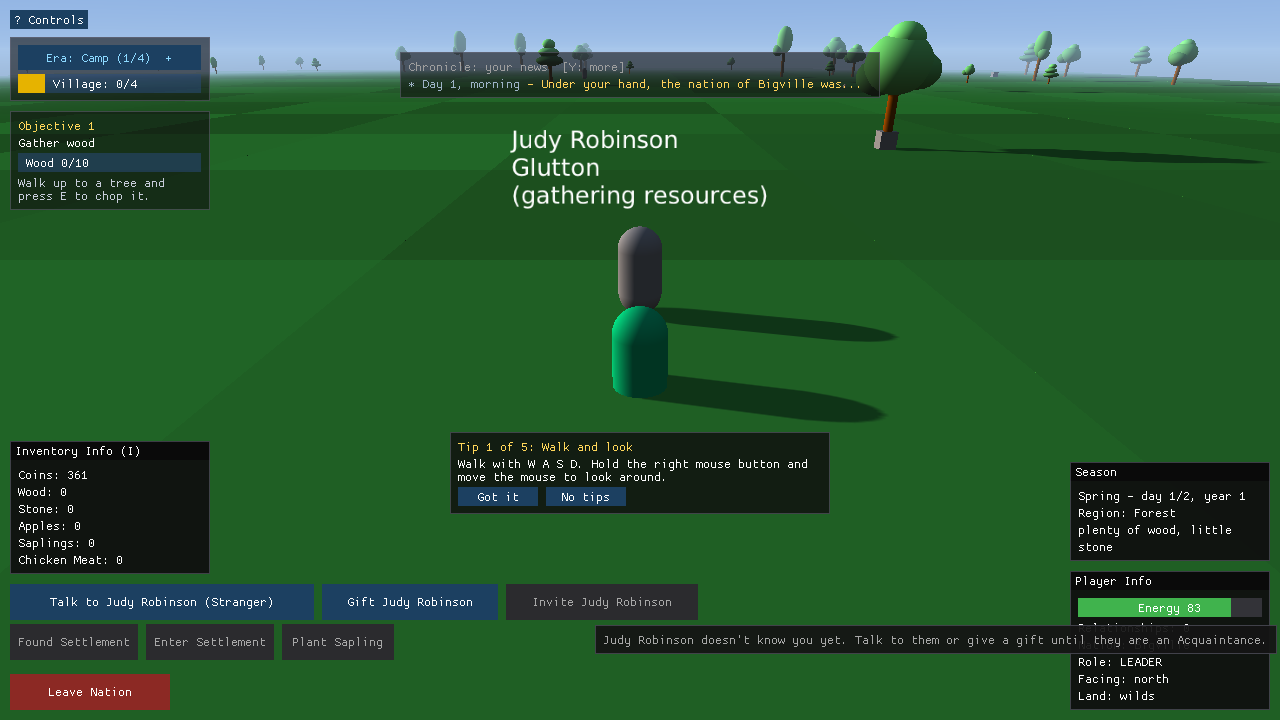 ? Controls
Era: Camp (1/4)  +
Village: 0/4
Objective 1
Gather wood
Wood 0/10
Walk up to a tree and
press E to chop it.
Chronicle: your news  [Y: more]
* Day 1, morning - Under your hand, the nation of Bigville was...
Judy Robinson
Glutton
(gathering resources)
Tip 1 of 5: Walk and look
Walk with W A S D. Hold the right mouse button and
move the mouse to look around.
Got it
No tips
Inventory Info (I)
Coins: 361
Wood: 0
Stone: 0
Apples: 0
Saplings: 0
Chicken Meat: 0
Talk to Judy Robinson (Stranger)
Gift Judy Robinson
Invite Judy Robinson
Found Settlement
Enter Settlement
Plant Sapling
Leave Nation
Season
Spring - day 1/2, year 1
Region: Forest
plenty of wood, little
stone
Player Info
Energy 83
Judy Robinson doesn't know you yet. Talk to them or give a gift until they are an Acquaintance.
Role: LEADER
Facing: north
Land: wilds